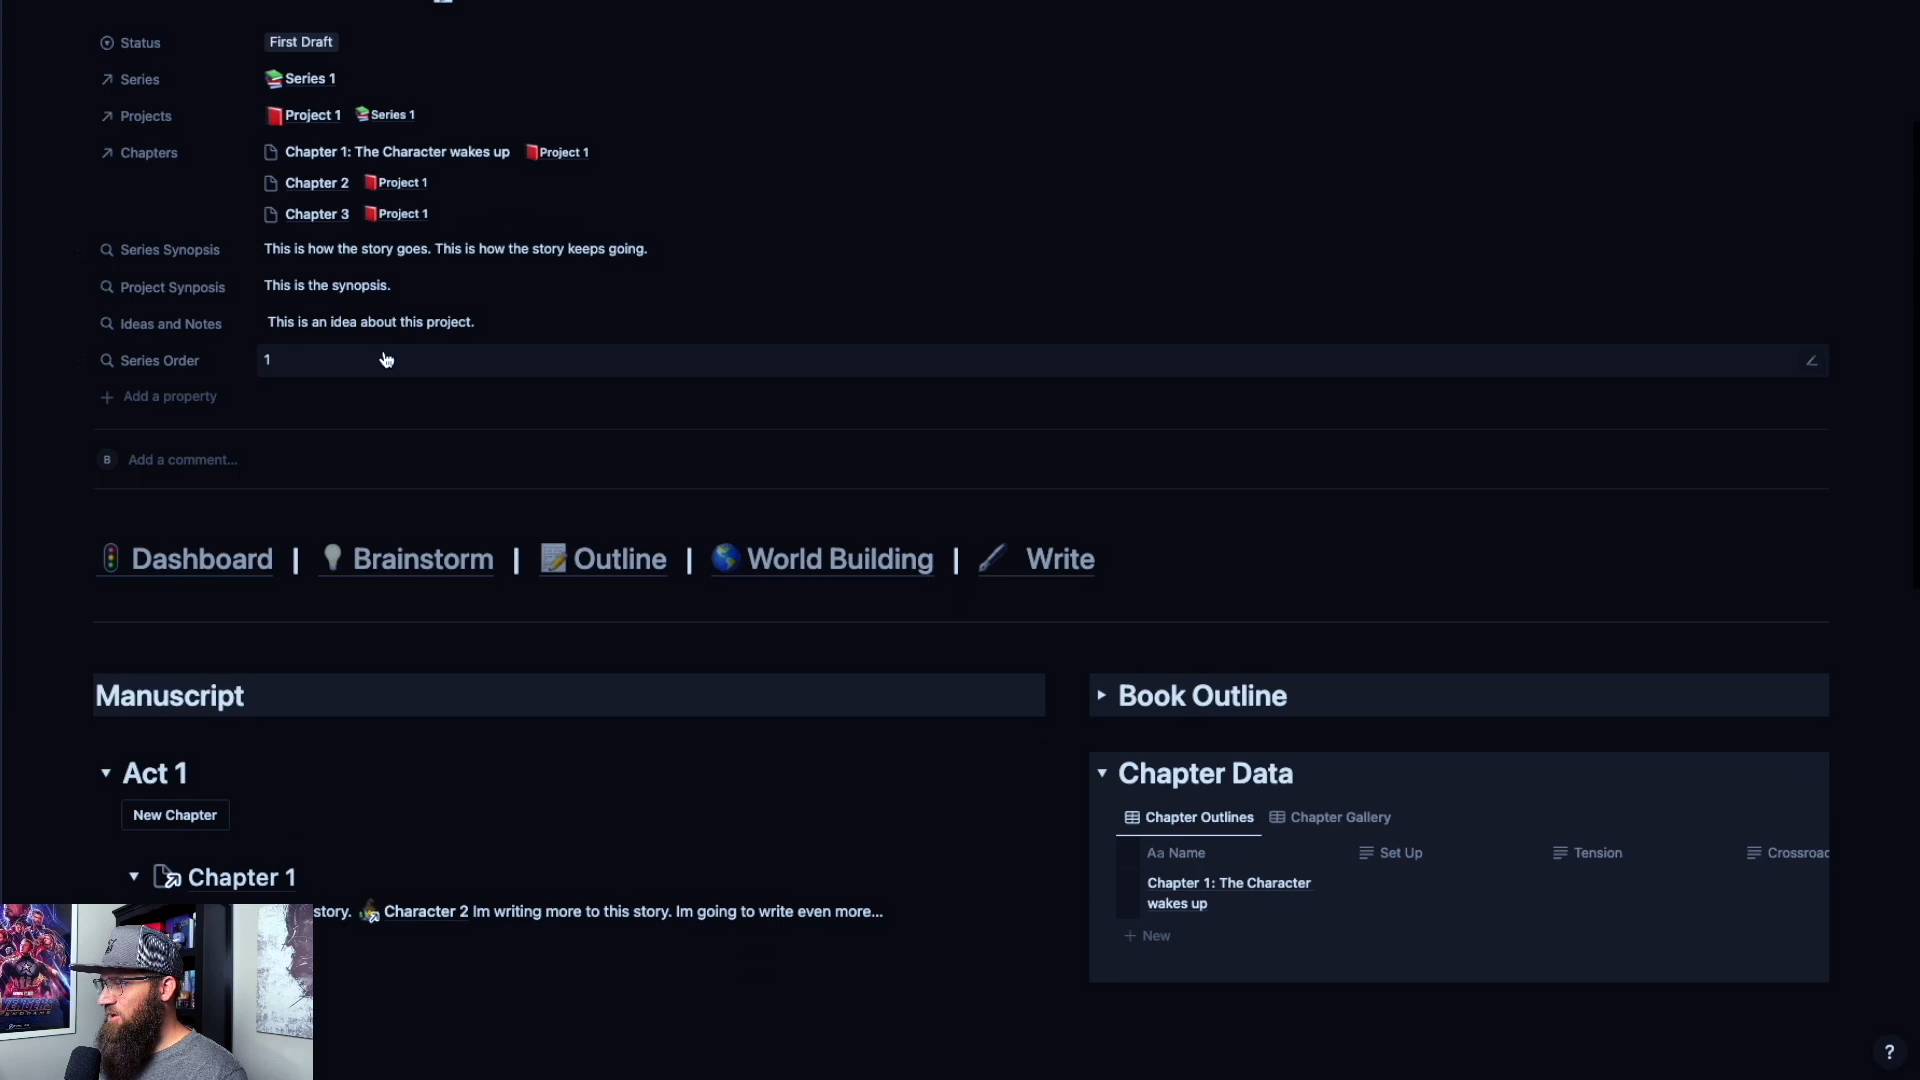 Status
First Draft
Series
Series 1
Projects
Project 1
Series 1
Chapters
Chapter 1: The Character wakes up
Project 1
Chapter 2
Project 1
Chapter 3
Project 1
Series Synopsis
This is how the story goes. This is how the story keeps going.
Project Synposis
This is the synopsis.
Ideas and Notes
This is an idea about this project.
Series Order
1
Add a property
B
Add a comment...
Dashboard | Brainstorm | Outline | World Building | Write
Manuscript
Book Outline
Act 1
New Chapter
Chapter 1
story. Character 2 Im writing more to this story. Im going to write even more...
Chapter Data
Chapter Outlines
Chapter Gallery
Aa Name
Set Up
Tension
Crossroad
Chapter 1: The Character
wakes up
+ New
AVENGERS
ENDGAME
?